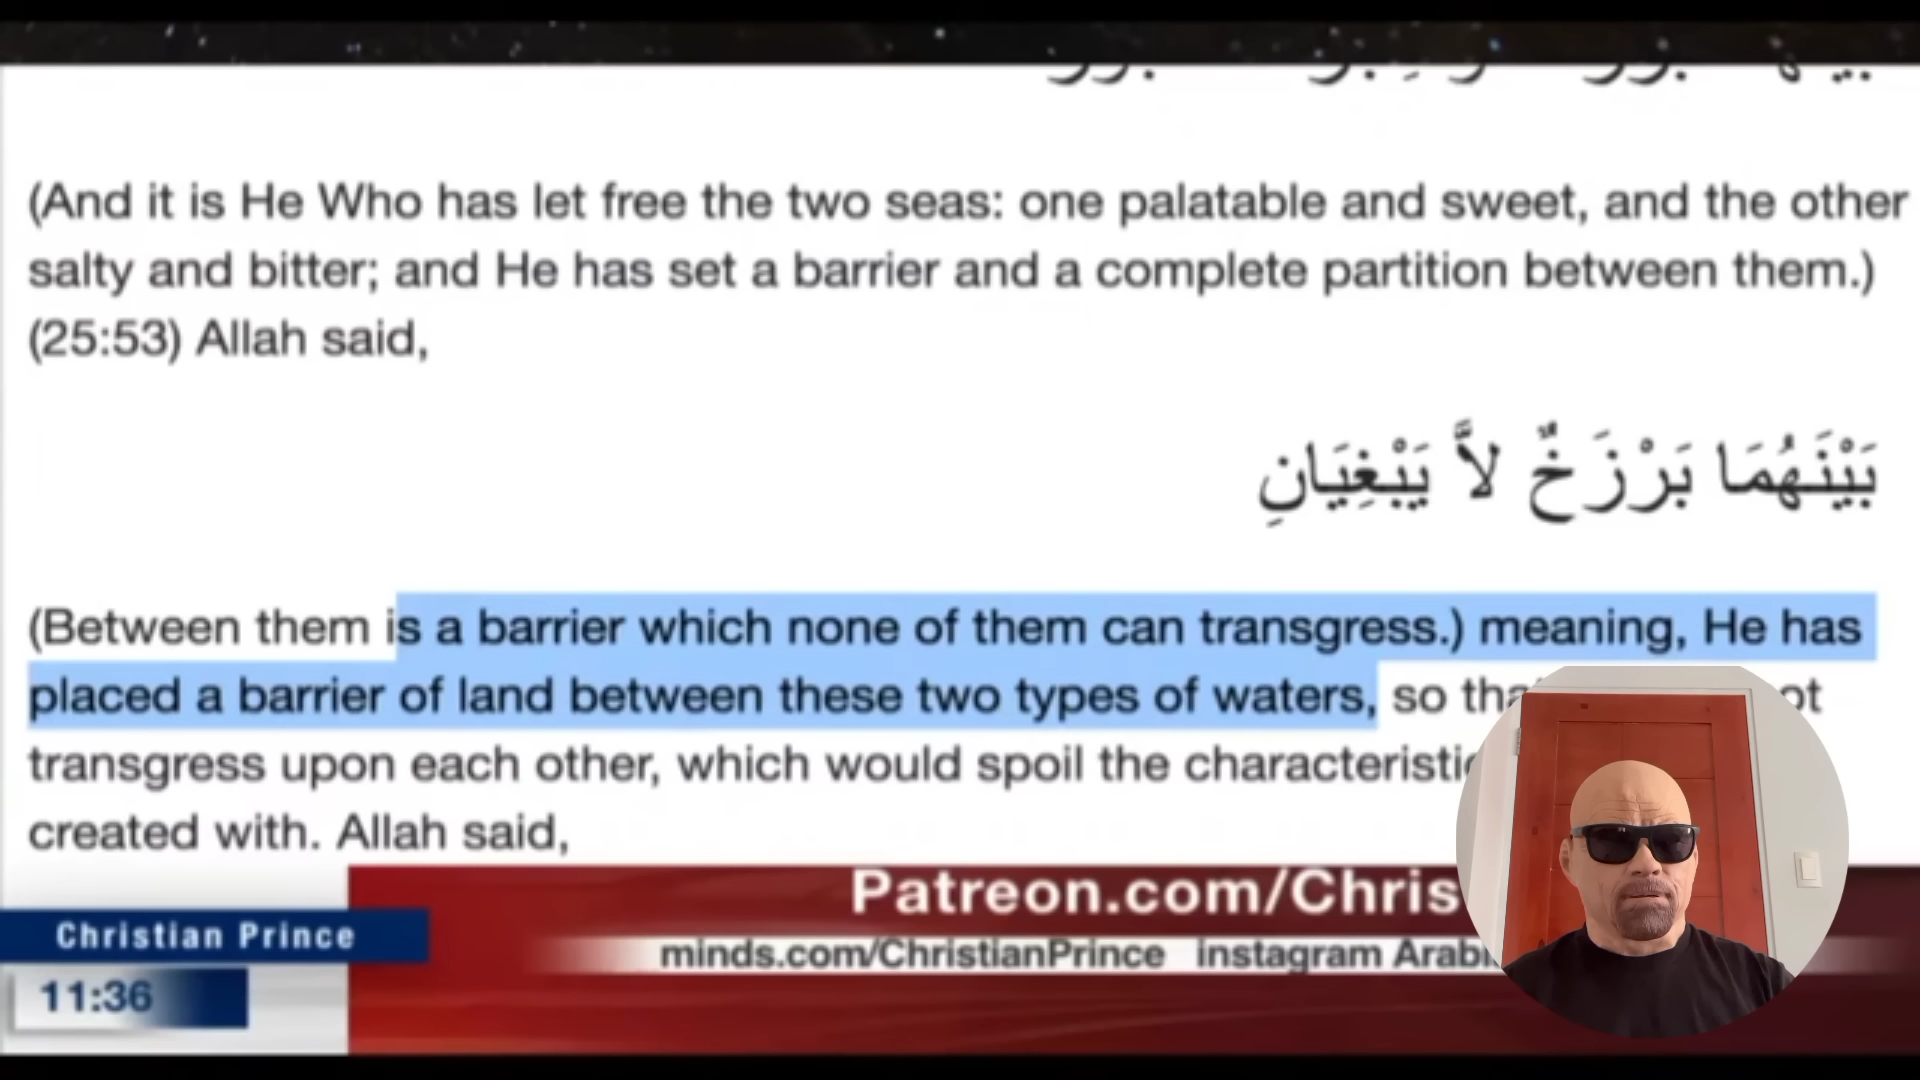 (And it is He Who has let free the two seas: one palatable and sweet, and the other
salty and bitter; and He has set a barrier and a complete partition between them.)
(25:53) Allah said,
بَيْنَهُمَا بَرْزَخٌ لاَّ يَبْغِيَانِ
(Between them is a barrier which none of them can transgress.) meaning, He has
placed a barrier of land between these two types of waters, so
transgress upon each other, which would spoil the
created with. Allah said,
Patreon.com/Chris
Christian Prince
minds.com/ChristianPrince instagram
11:36